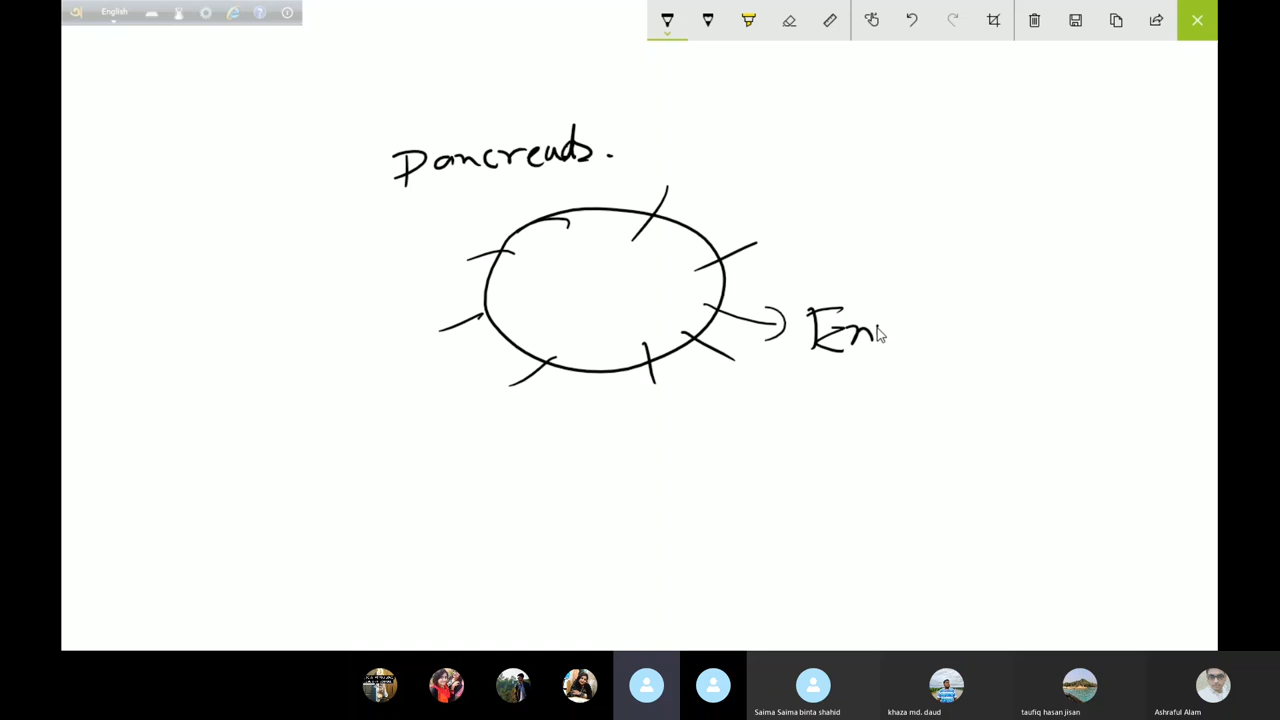 English
Pancreas.
En
Saima Saima binta shahid
khaza md. daud
taufiq hasan jisan
Ashraful Alam